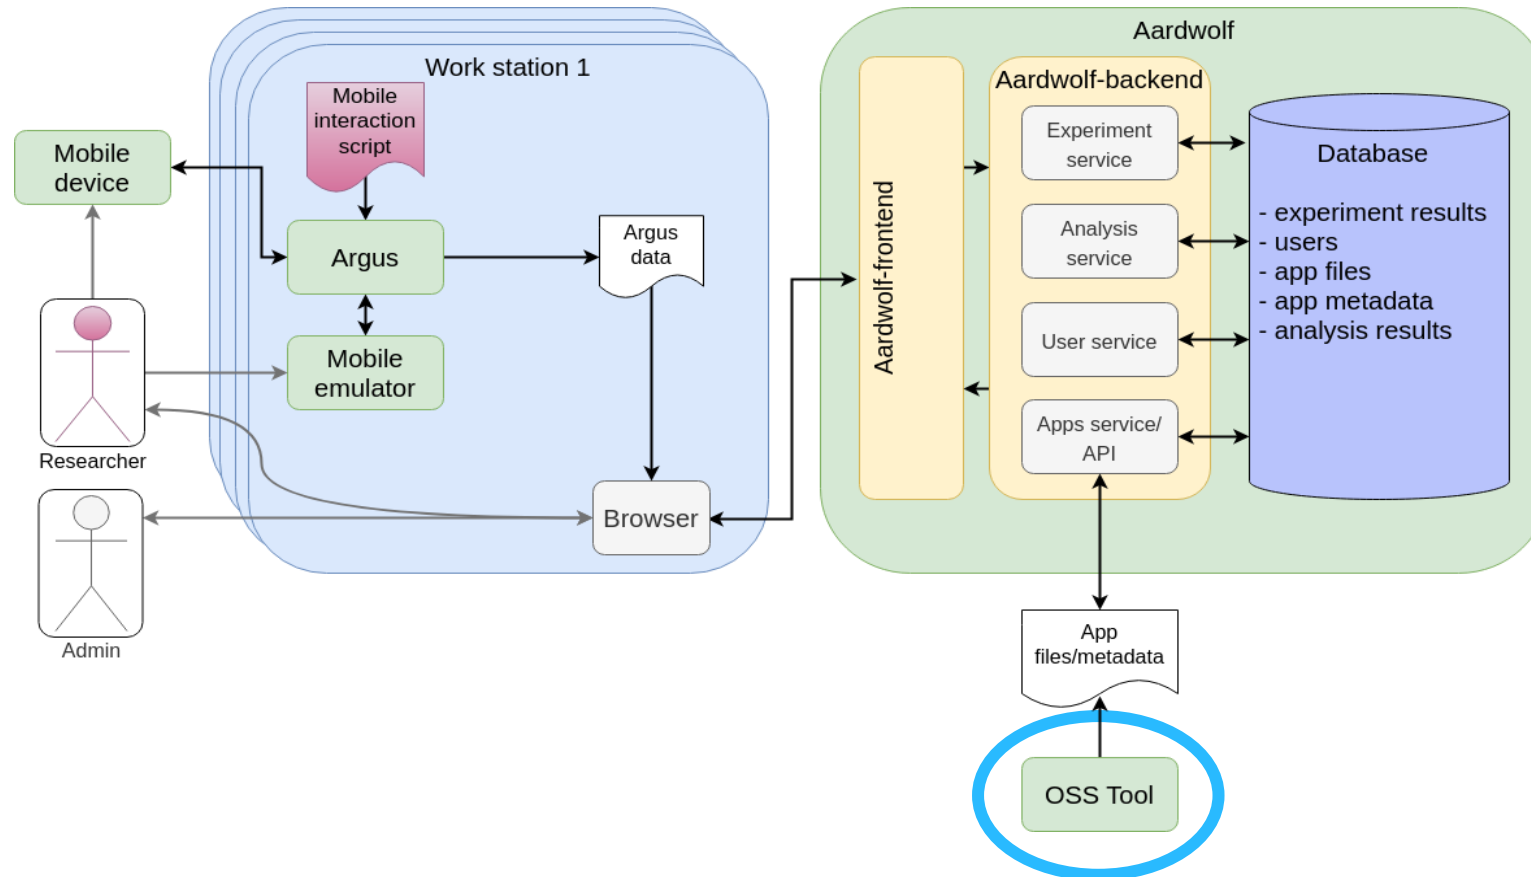 Work station 1
Mobile
interaction
script
Mobile
device
Argus
Argus
data
Mobile
emulator
Researcher
Browser
Admin
Aardwolf
Aardwolf-frontend
Aardwolf-backend
Experiment
service
Analysis
service
User service
Apps service/
API
Database
- experiment results
- users
- app files
- app metadata
- analysis results
App
files/metadata
OSS Tool